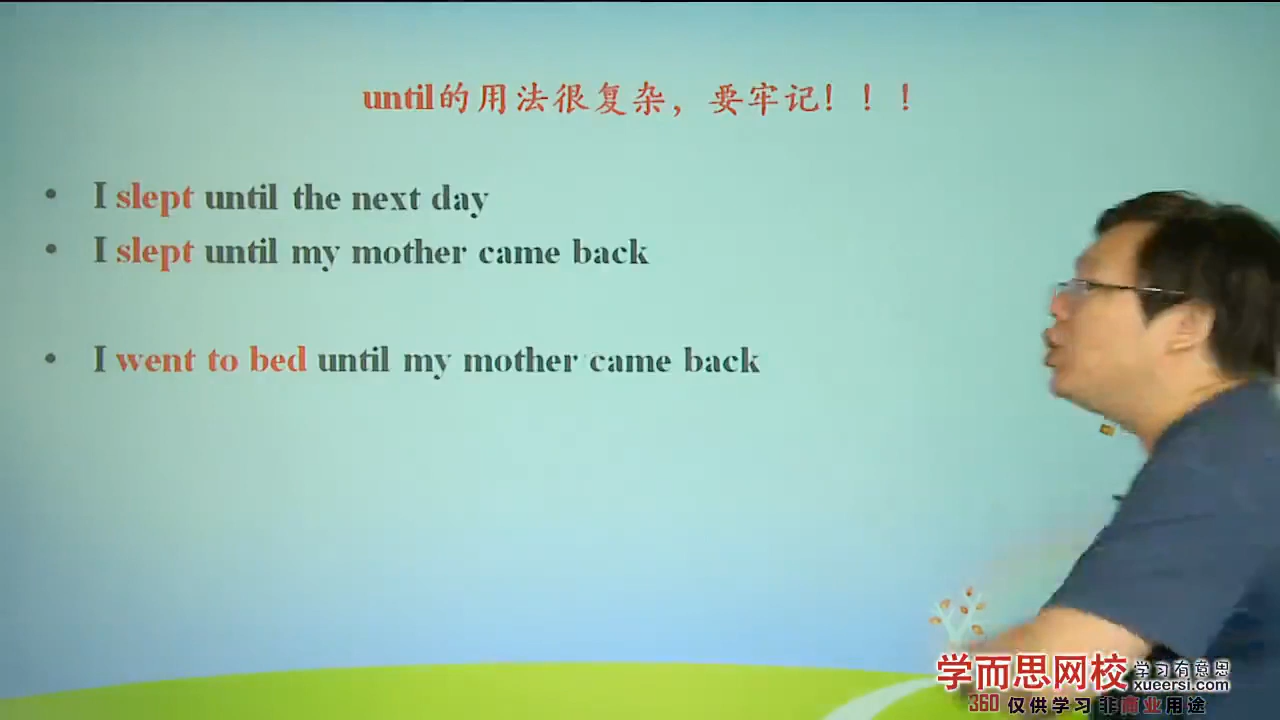 until的用法很复杂，要牢记！！！
• I slept until the next day
• I slept until my mother came back
• I went to bed until my mother came back
学而思网校 学习有意思
xueersi.com
360 仅供学习 非商业用途